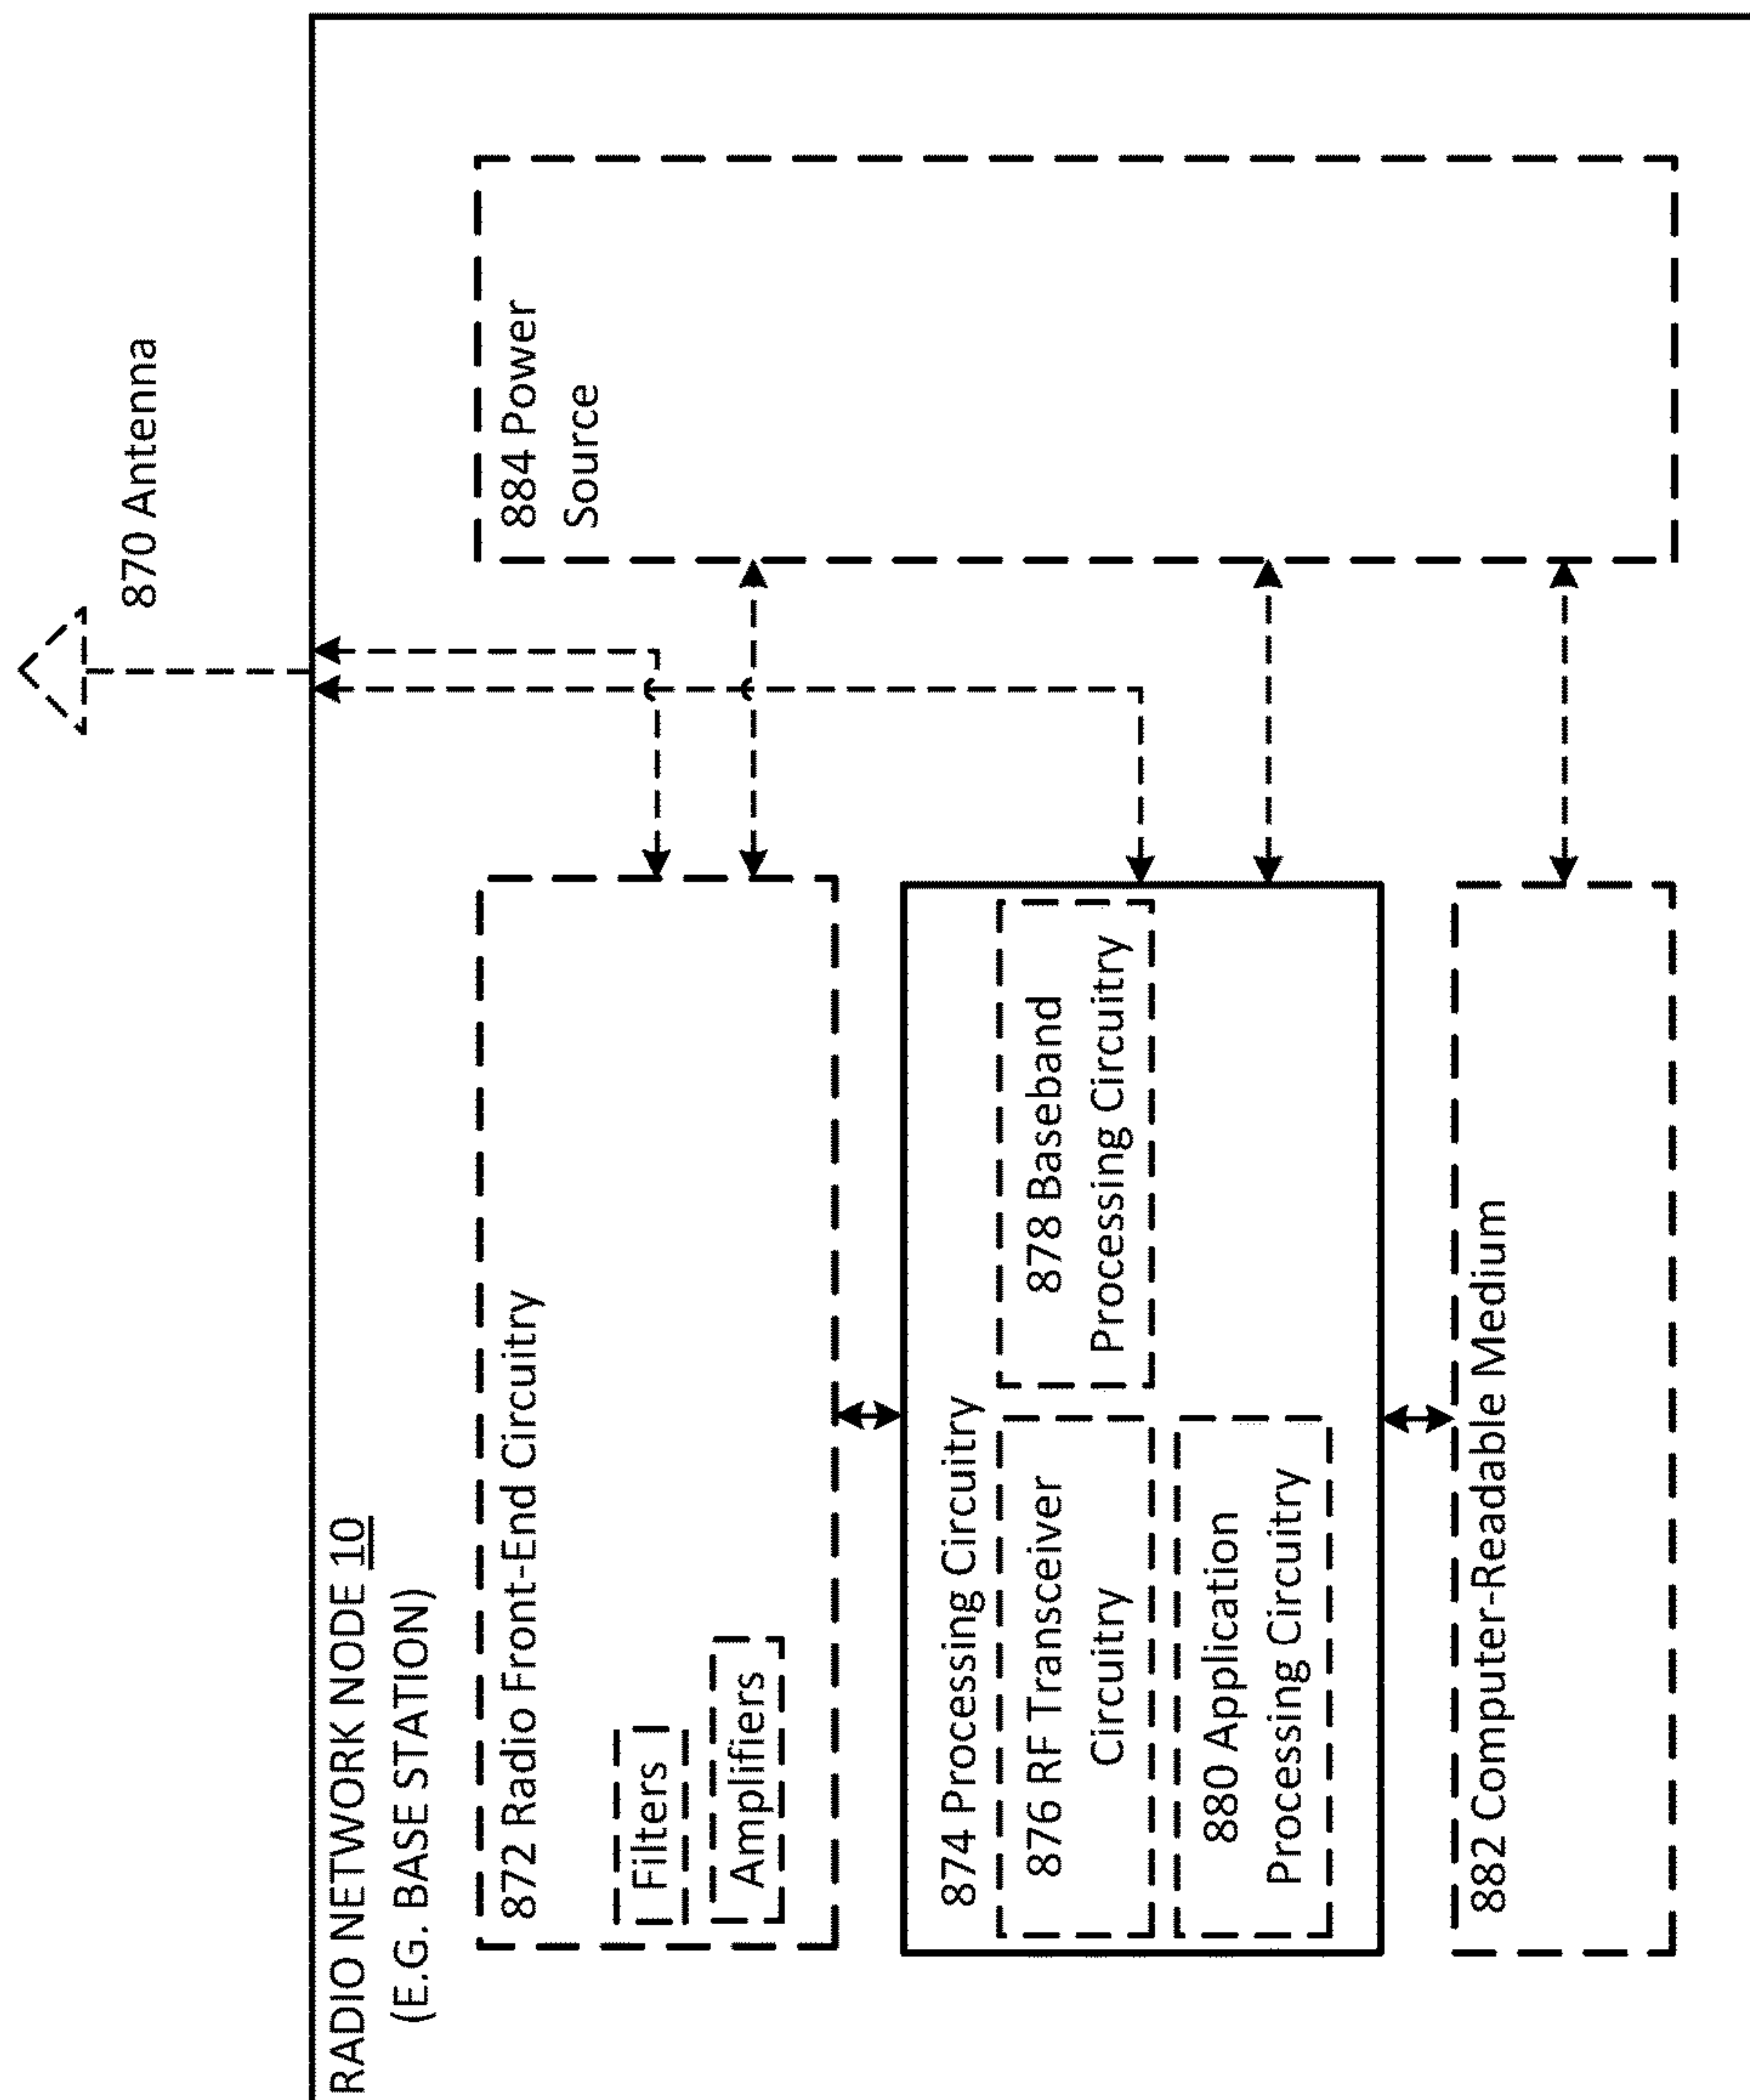 870 Antenna
RADIO NETWORK NODE 10
(E.G. BASE STATION)
872 Radio Front-End Circuitry
Filters
Amplifiers
884 Power
Source
874 Processing Circuitry
876 RF Transceiver
Circuitry
878 Baseband
Processing Circuitry
880 Application
Processing Circuitry
882 Computer-Readable Medium